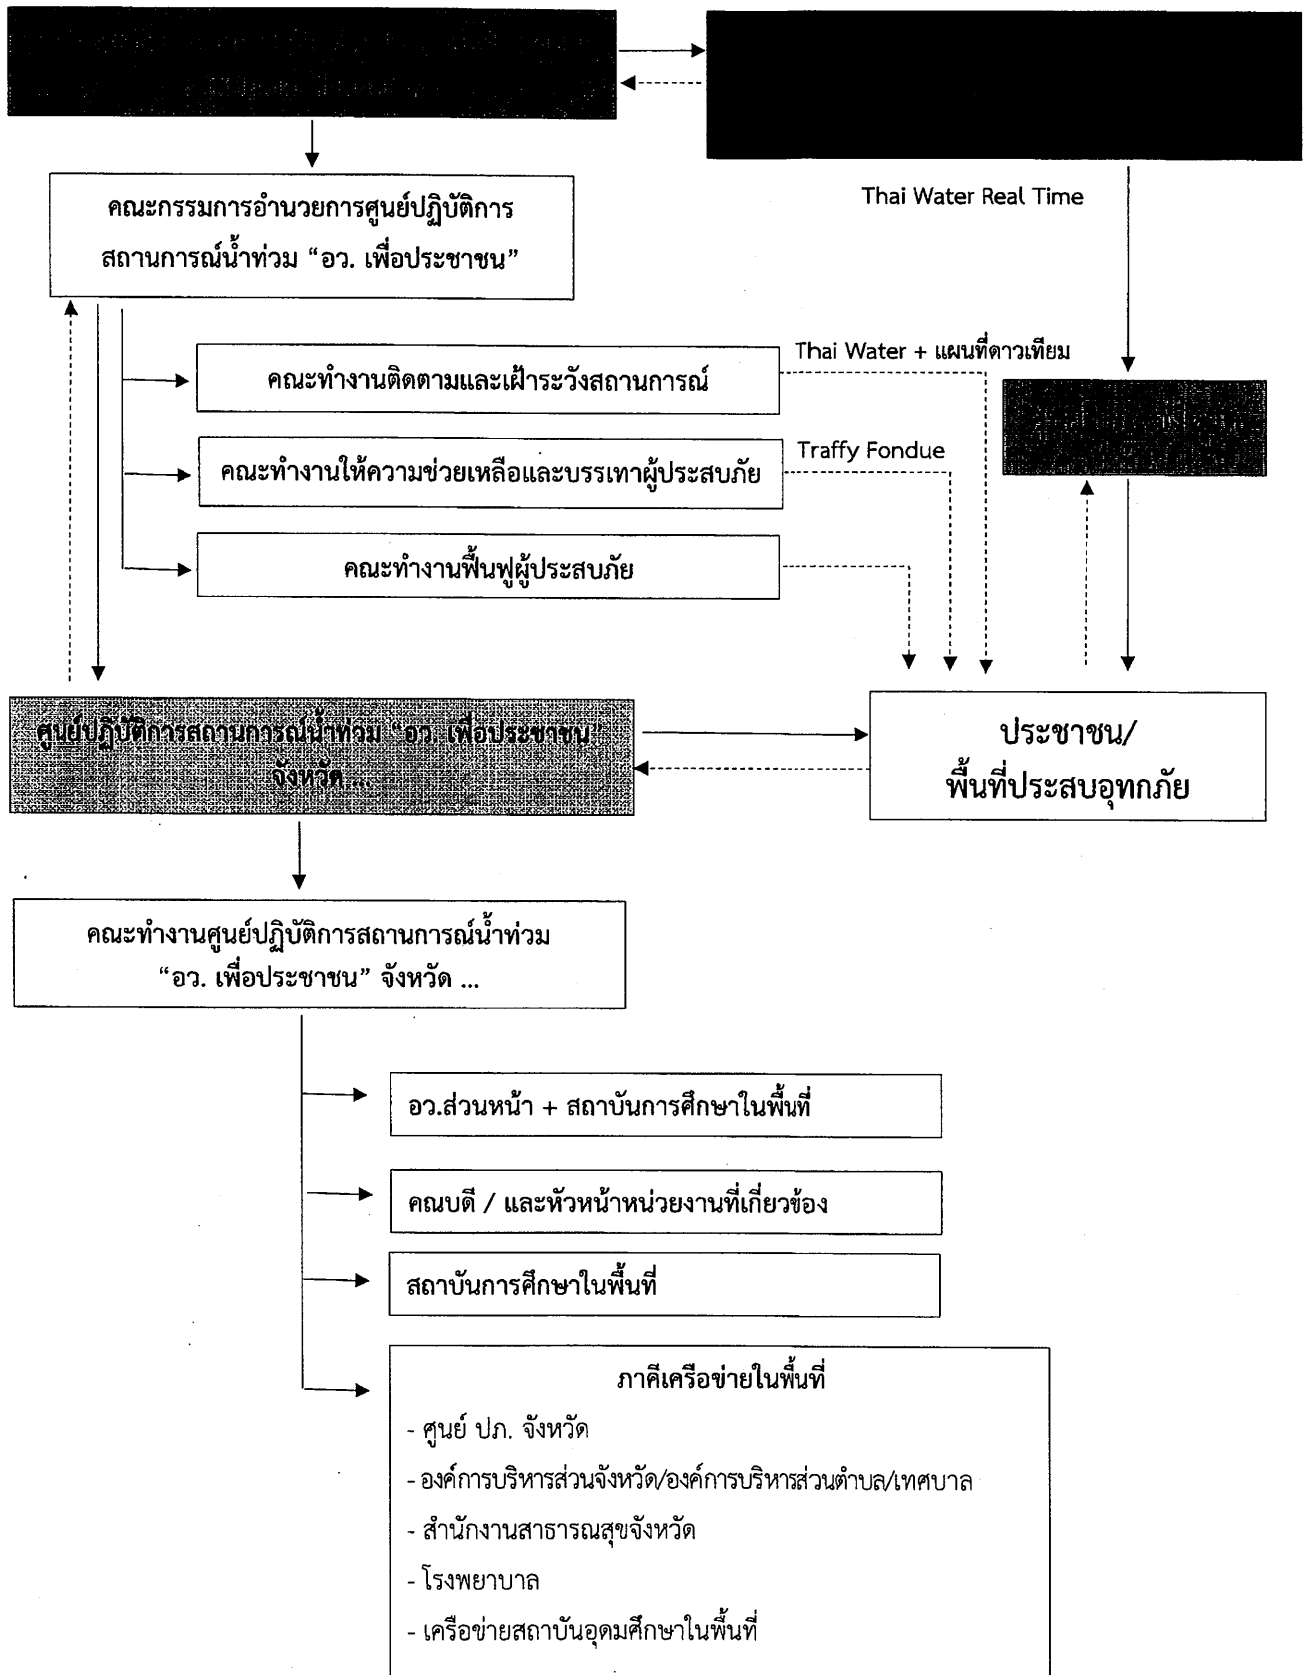 คณะกรรมการอำนวยการศูนย์ปฏิบัติการ
สถานการณ์น้ำท่วม “อว. เพื่อประชาชน”
Thai Water Real Time
คณะทำงานติดตามและเฝ้าระวังสถานการณ์
Thai Water + แผนที่ดาวเทียม
คณะทำงานให้ความช่วยเหลือและบรรเทาผู้ประสบภัย
Traffy Fondue
คณะทำงานฟื้นฟูผู้ประสบภัย
ศูนย์ปฏิบัติการสถานการณ์น้ำท่วม “อว. เพื่อประชาชน”
จังหวัด ...
ประชาชน/
พื้นที่ประสบอุทกภัย
คณะทำงานศูนย์ปฏิบัติการสถานการณ์น้ำท่วม
“อว. เพื่อประชาชน” จังหวัด ...
อว.ส่วนหน้า + สถาบันการศึกษาในพื้นที่
คณบดี / และหัวหน้าหน่วยงานที่เกี่ยวข้อง
สถาบันการศึกษาในพื้นที่
ภาคีเครือข่ายในพื้นที่
- ศูนย์ ปภ. จังหวัด
- องค์การบริหารส่วนจังหวัด/องค์การบริหารส่วนตำบล/เทศบาล
- สำนักงานสาธารณสุขจังหวัด
- โรงพยาบาล
- เครือข่ายสถาบันอุดมศึกษาในพื้นที่